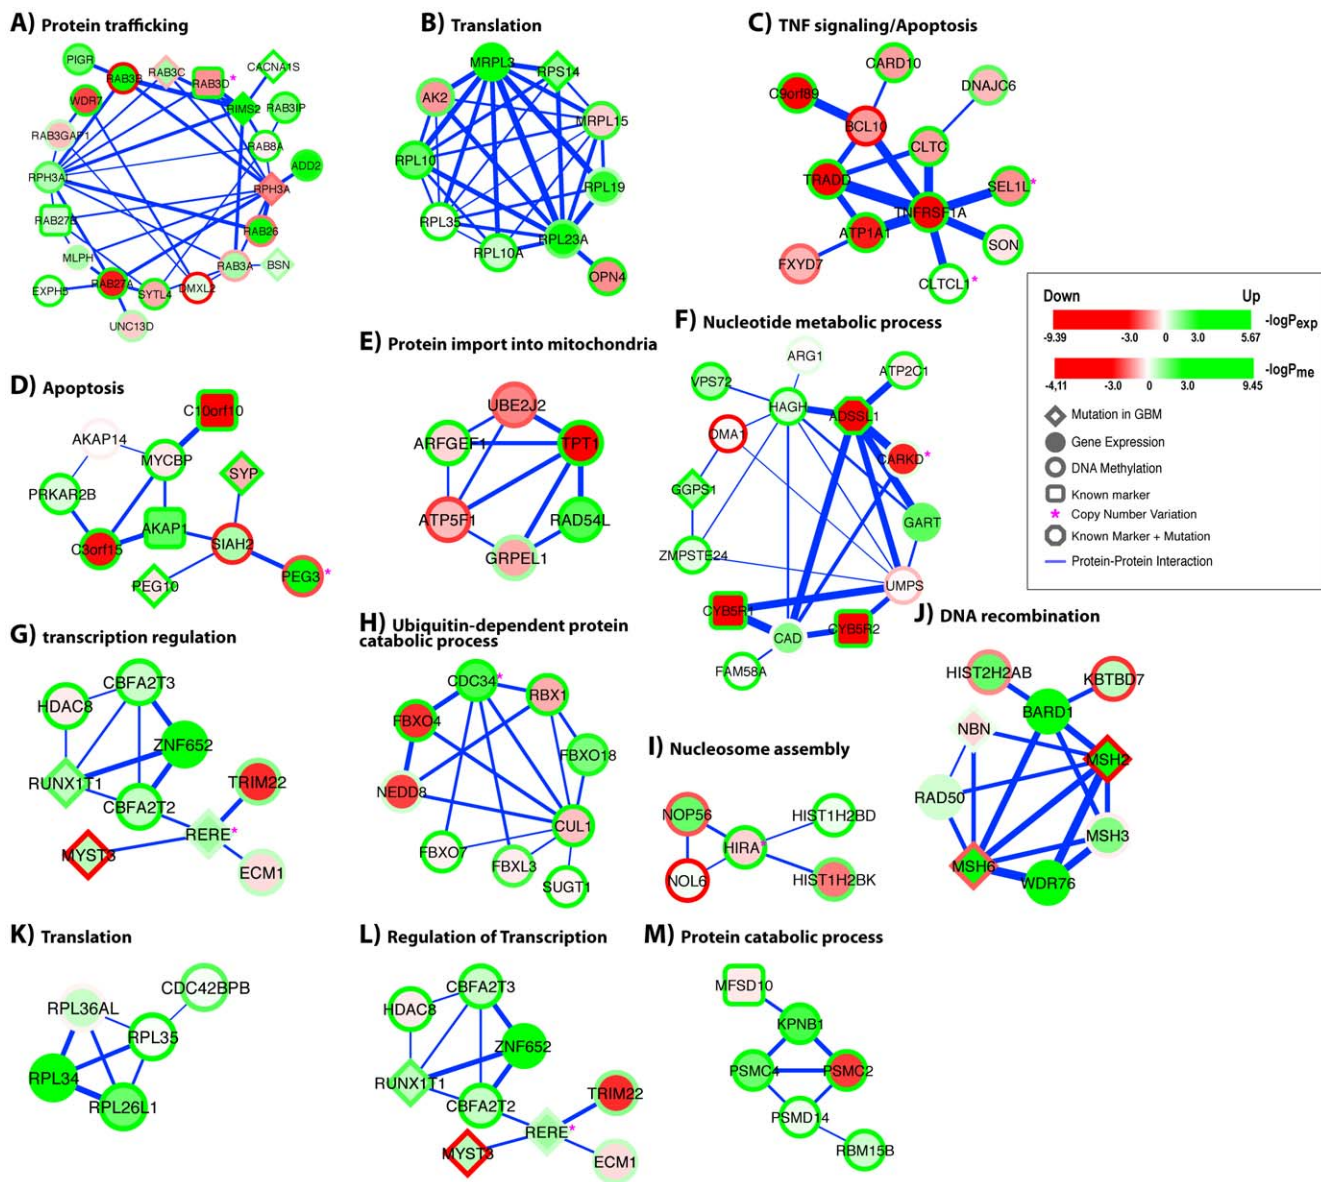 A) Protein trafficking
PIGR
RAB3B
RAB3C
RAB3D*
CACNA1S
WDR7
RIMS2
RAB3IP
RAB3GAP1
RAB8A
ADD2
RPH3AL
RPH3A
RAB27B
RAB26
MLPH
RAB3A
BSN
EXPH5
RAB27A
SYTL4
DMXL2
UNC13D
B) Translation
MRPL3
RPS14
AK2
MRPL15
RPL10
RPL19
RPL35
RPL23A
RPL10A
OPN4
C) TNF signaling/Apoptosis
CARD10
C9orf89
DNAJC6
BCL10
CLTC
TRADD
SEL1L*
TNFRSF1A
ATP1A1
SON
FXYD7
CLTCL1*
Down Up
-logPexp
-9.39 -3.0 0 3.0 5.67
-logPme
-4,11 -3.0 0 3.0 9.45
Mutation in GBM
Gene Expression
DNA Methylation
Known marker
* Copy Number Variation
Known Marker + Mutation
Protein-Protein Interaction
D) Apoptosis
C10orf10
AKAP14
MYCBP
SYP
PRKAR2B
AKAP1
SIAH2
C3orf15
PEG3*
PEG10
E) Protein import into mitochondria
UBE2J2
ARFGEF1
TPT1
ATP5F1
RAD54L
GRPEL1
F) Nucleotide metabolic process
ARG1
VPS72
ATP2C1
HAGH
ADSSL1
OMA1
CARKD*
GGPS1
GART
ZMPSTE24
UMPS
CYB5R1
CAD
CYB5R2
FAM58A
G) transcription regulation
CBFA2T3
HDAC8
ZNF652
RUNX1T1
TRIM22
CBFA2T2
RERE*
MYST3
ECM1
H) Ubiquitin-dependent protein
catabolic process
CDC34*
RBX1
FBXO4
FBXO18
NEDD8
CUL1
FBXO7
FBXL3
SUGT1
I) Nucleosome assembly
NOP56
HIST1H2BD
HIRA*
NOL6
HIST1H2BK
J) DNA recombination
HIST2H2AB
KBTBD7
BARD1
NBN
MSH2
RAD50
MSH3
MSH6
WDR76
K) Translation
CDC42BPB
RPL36AL
RPL35
RPL34
RPL26L1
L) Regulation of Transcription
CBFA2T3
HDAC8
ZNF652
RUNX1T1
TRIM22
CBFA2T2
RERE*
MYST3
ECM1
M) Protein catabolic process
MFSD10
KPNB1
PSMC4
PSMC2
PSMD14
RBM15B